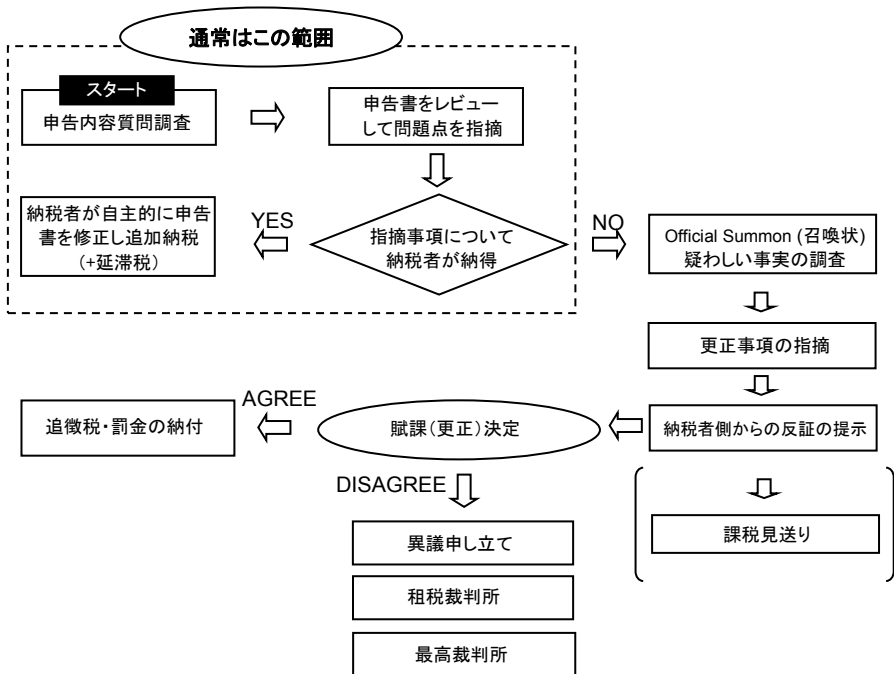 通常はこの範囲
スタート
申告内容質問調査
申告書をレビュー
して問題点を指摘
納税者が自主的に申告
書を修正し追加納税
(+延滞税)
YES
指摘事項について
納税者が納得
NO
Official Summon (召喚状)
疑わしい事実の調査
更正事項の指摘
納税者側からの反証の提示
課税見送り
賦課(更正)決定
AGREE
追徴税・罰金の納付
DISAGREE
異議申し立て
租税裁判所
最高裁判所